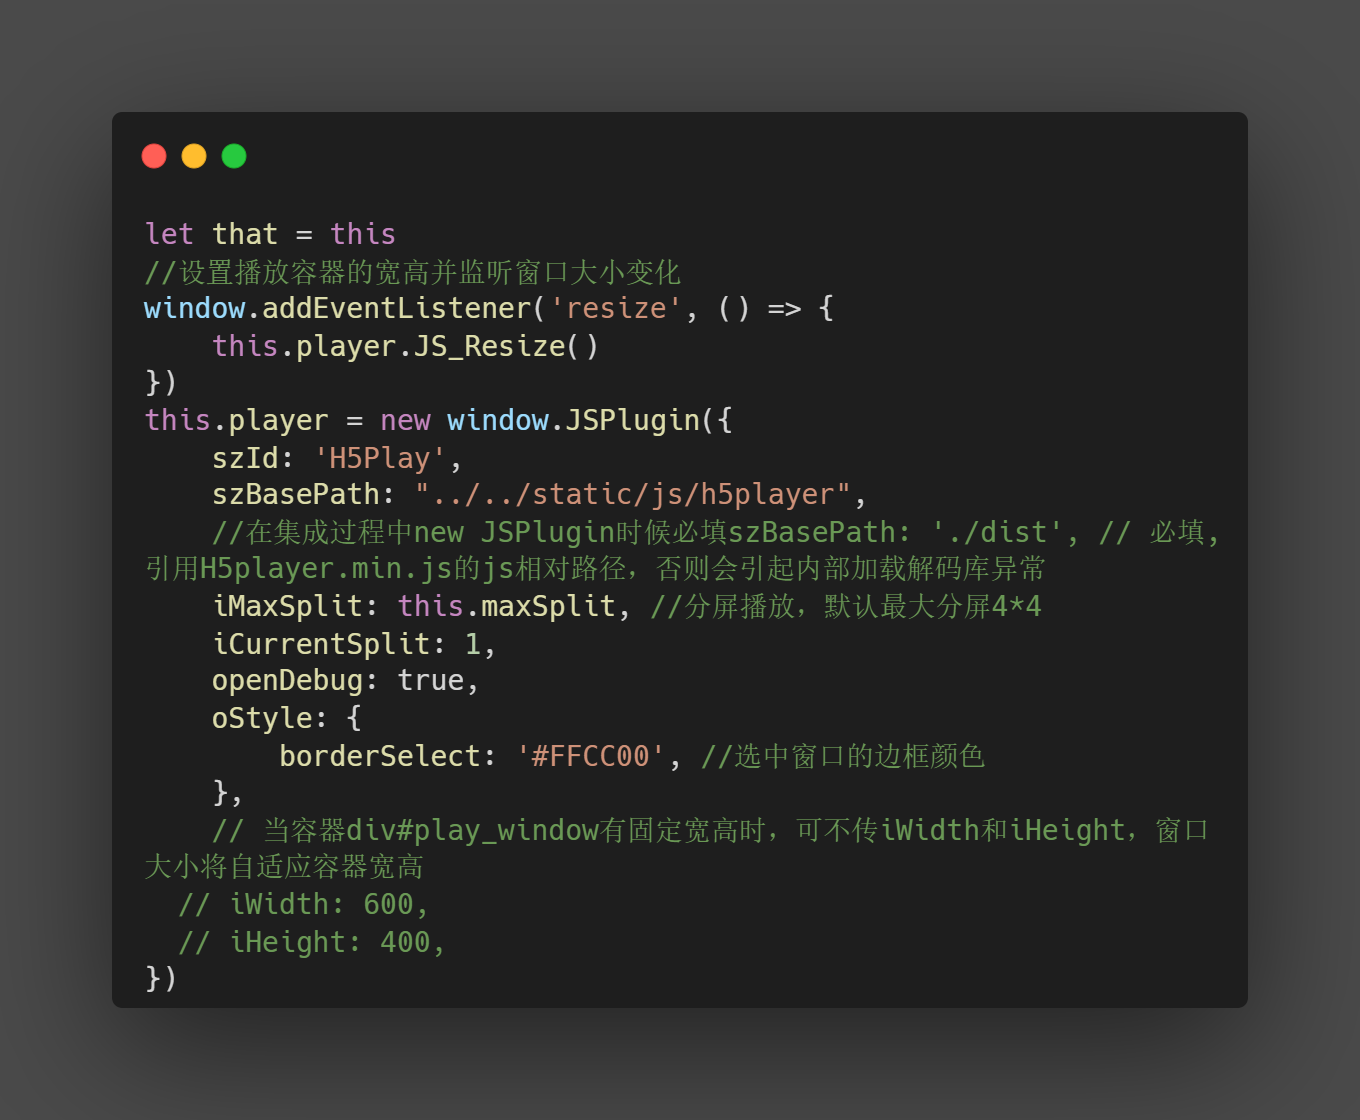 let that = this
//设置播放容器的宽高并监听窗口大小变化
window.addEventListener('resize', () => {
    this.player.JS_Resize()
})
this.player = new window.JSPlugin({
    szId: 'H5Play',
    szBasePath: "../../static/js/h5player",
    //在集成过程中new JSPlugin时候必填szBasePath: './dist', // 必填,
引用H5player.min.js的js相对路径，否则会引起内部加载解码库异常
    iMaxSplit: this.maxSplit, //分屏播放，默认最大分屏4*4
    iCurrentSplit: 1,
    openDebug: true,
    oStyle: {
        borderSelect: '#FFCC00', //选中窗口的边框颜色
    },
    // 当容器div#play_window有固定宽高时，可不传iWidth和iHeight，窗口
大小将自适应容器宽高
  // iWidth: 600,
  // iHeight: 400,
})